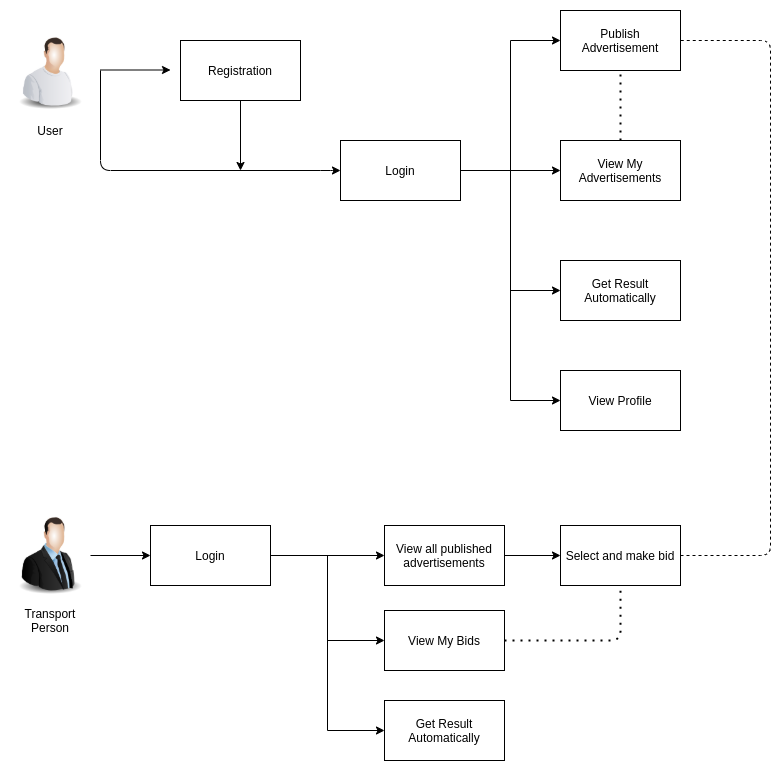 User
Registration
Login
Publish
Advertisement
View My
Advertisements
Get Result
Automatically
View Profile
Transport
Person
Login
View all published
advertisements
Select and make bid
View My Bids
Get Result
Automatically